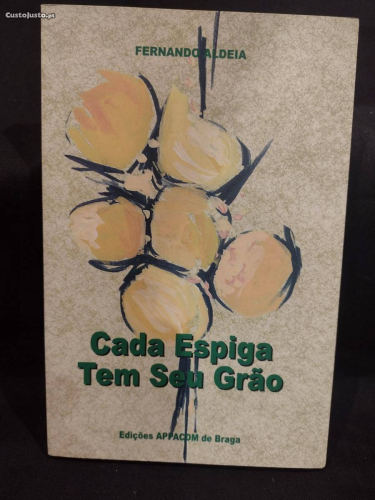 CustoJusto.pt
FERNANDO ALDEIA
Cada Espiga
Tem Seu Grão
Edições APPACDM de Braga